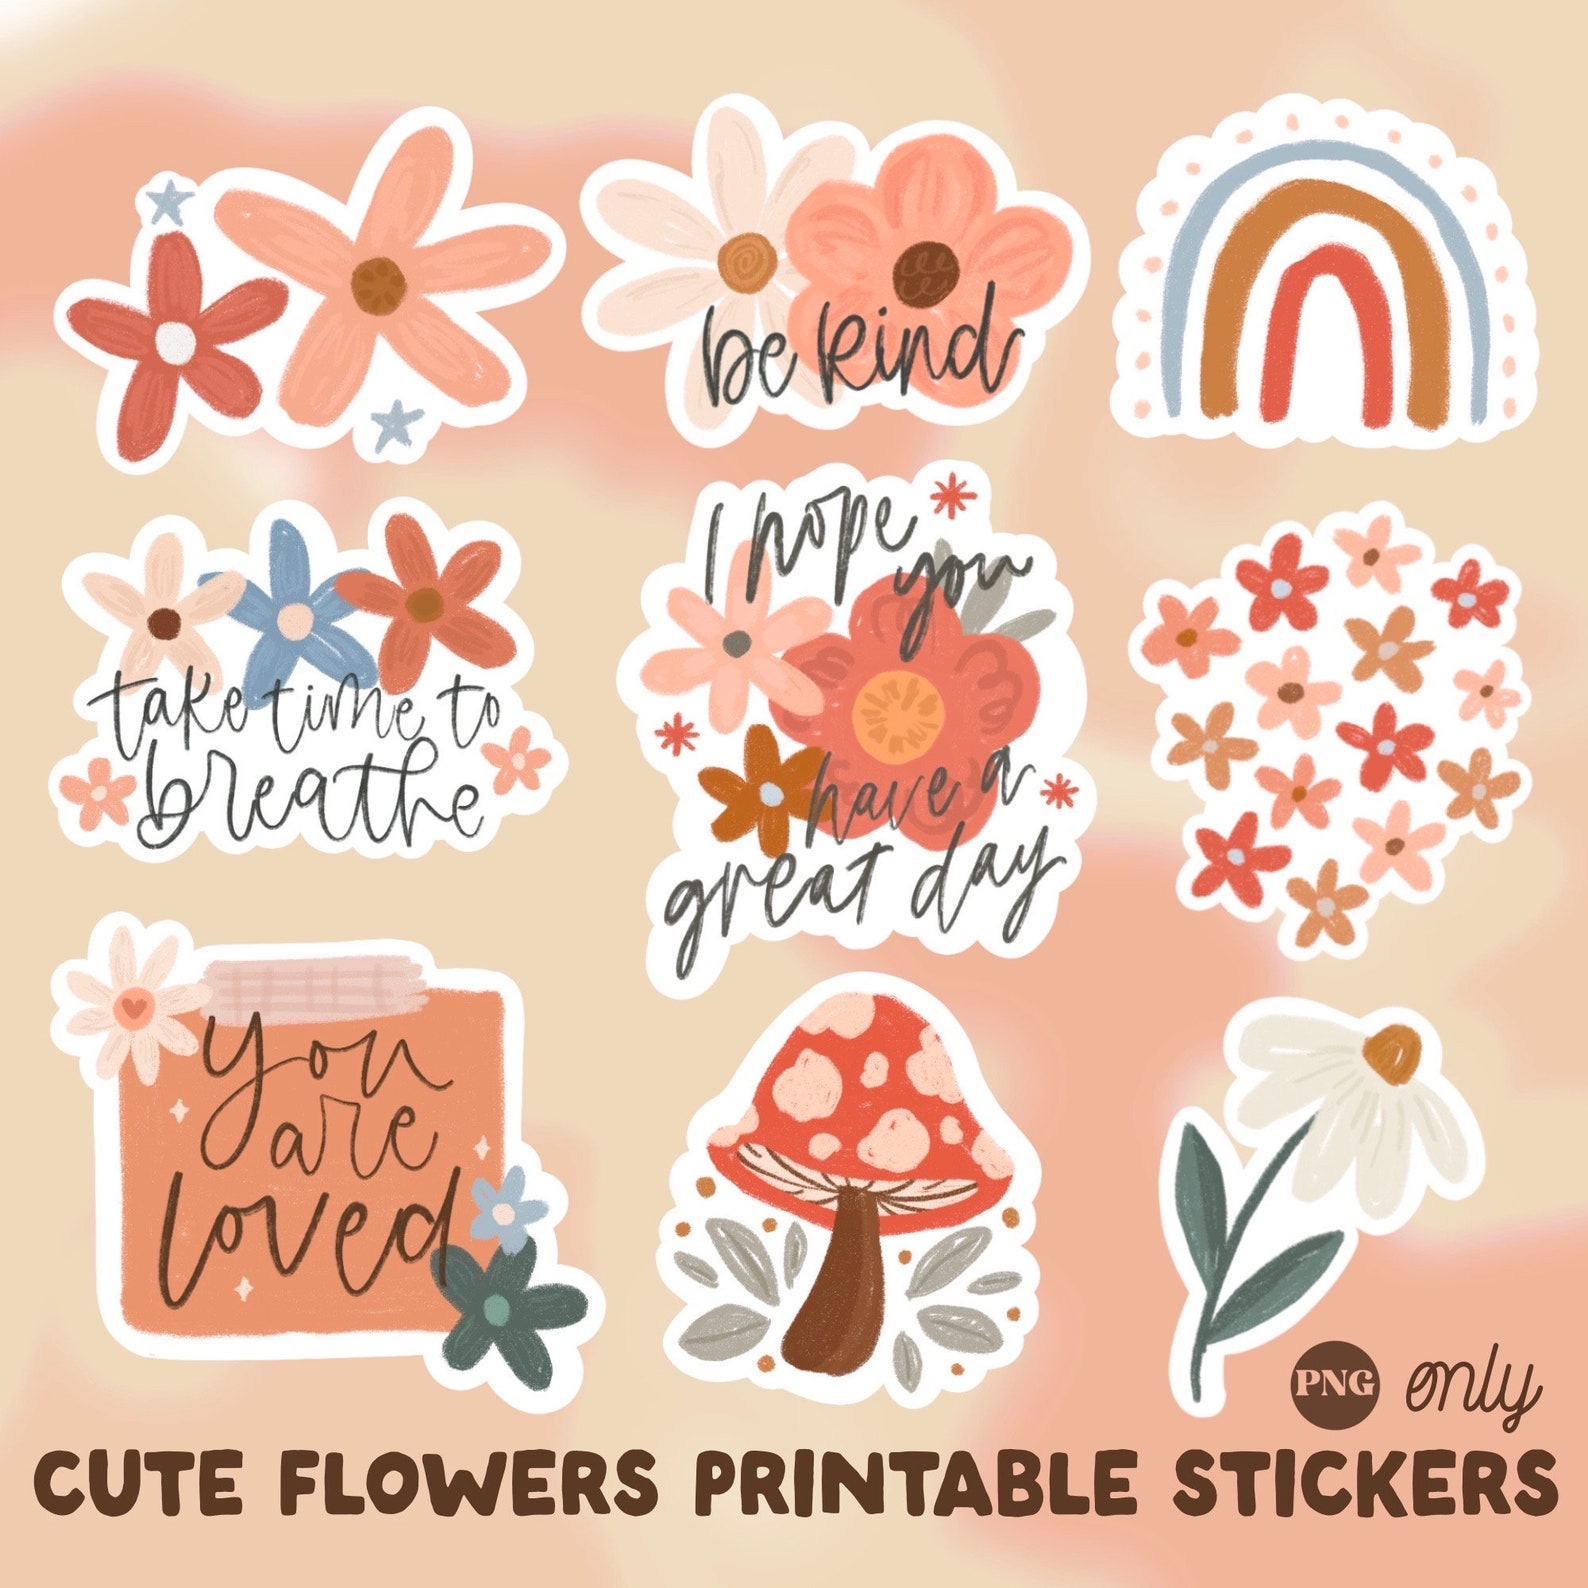 be kind
take time to
breathe
I hope
you
have a
great day
you
are
loved
PNG only
CUTE FLOWERS PRINTABLE STICKERS